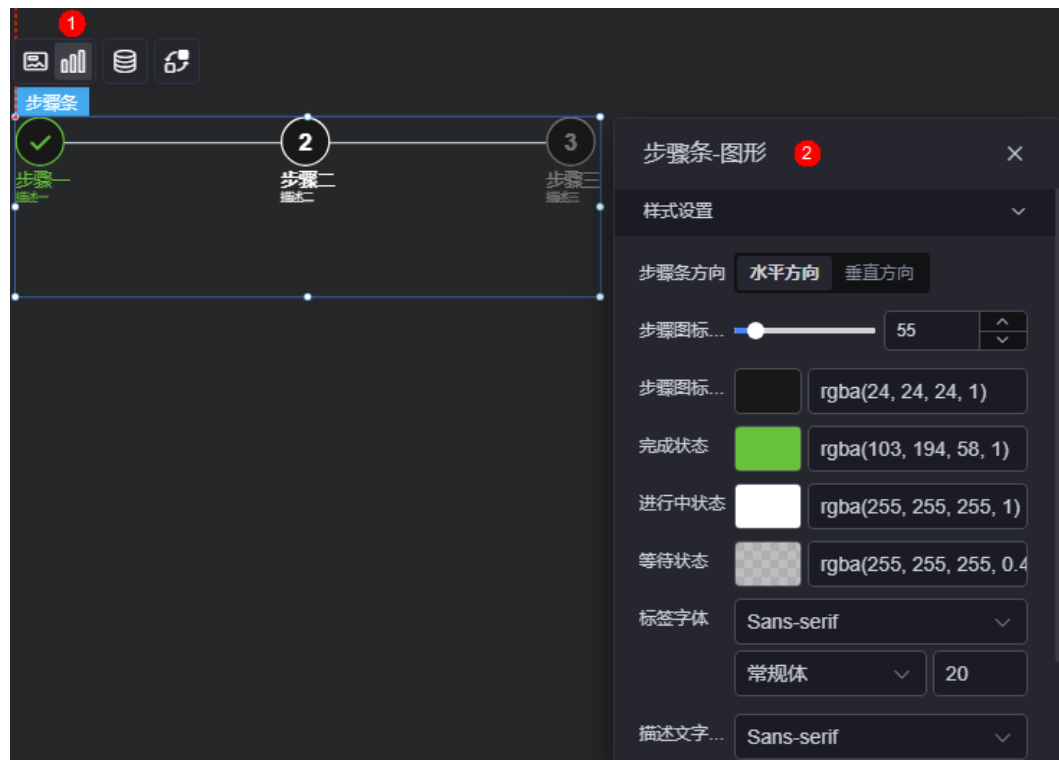 1
步骤条
2
3
步骤一
步骤二
步骤三
描述一
描述二
描述三
步骤条-图形
2
样式设置
步骤条方向
水平方向
垂直方向
步骤图标...
55
步骤图标...
rgba(24, 24, 24, 1)
完成状态
rgba(103, 194, 58, 1)
进行中状态
rgba(255, 255, 255, 1)
等待状态
rgba(255, 255, 255, 0.4
标签字体
Sans-serif
常规体
20
描述文字...
Sans-serif